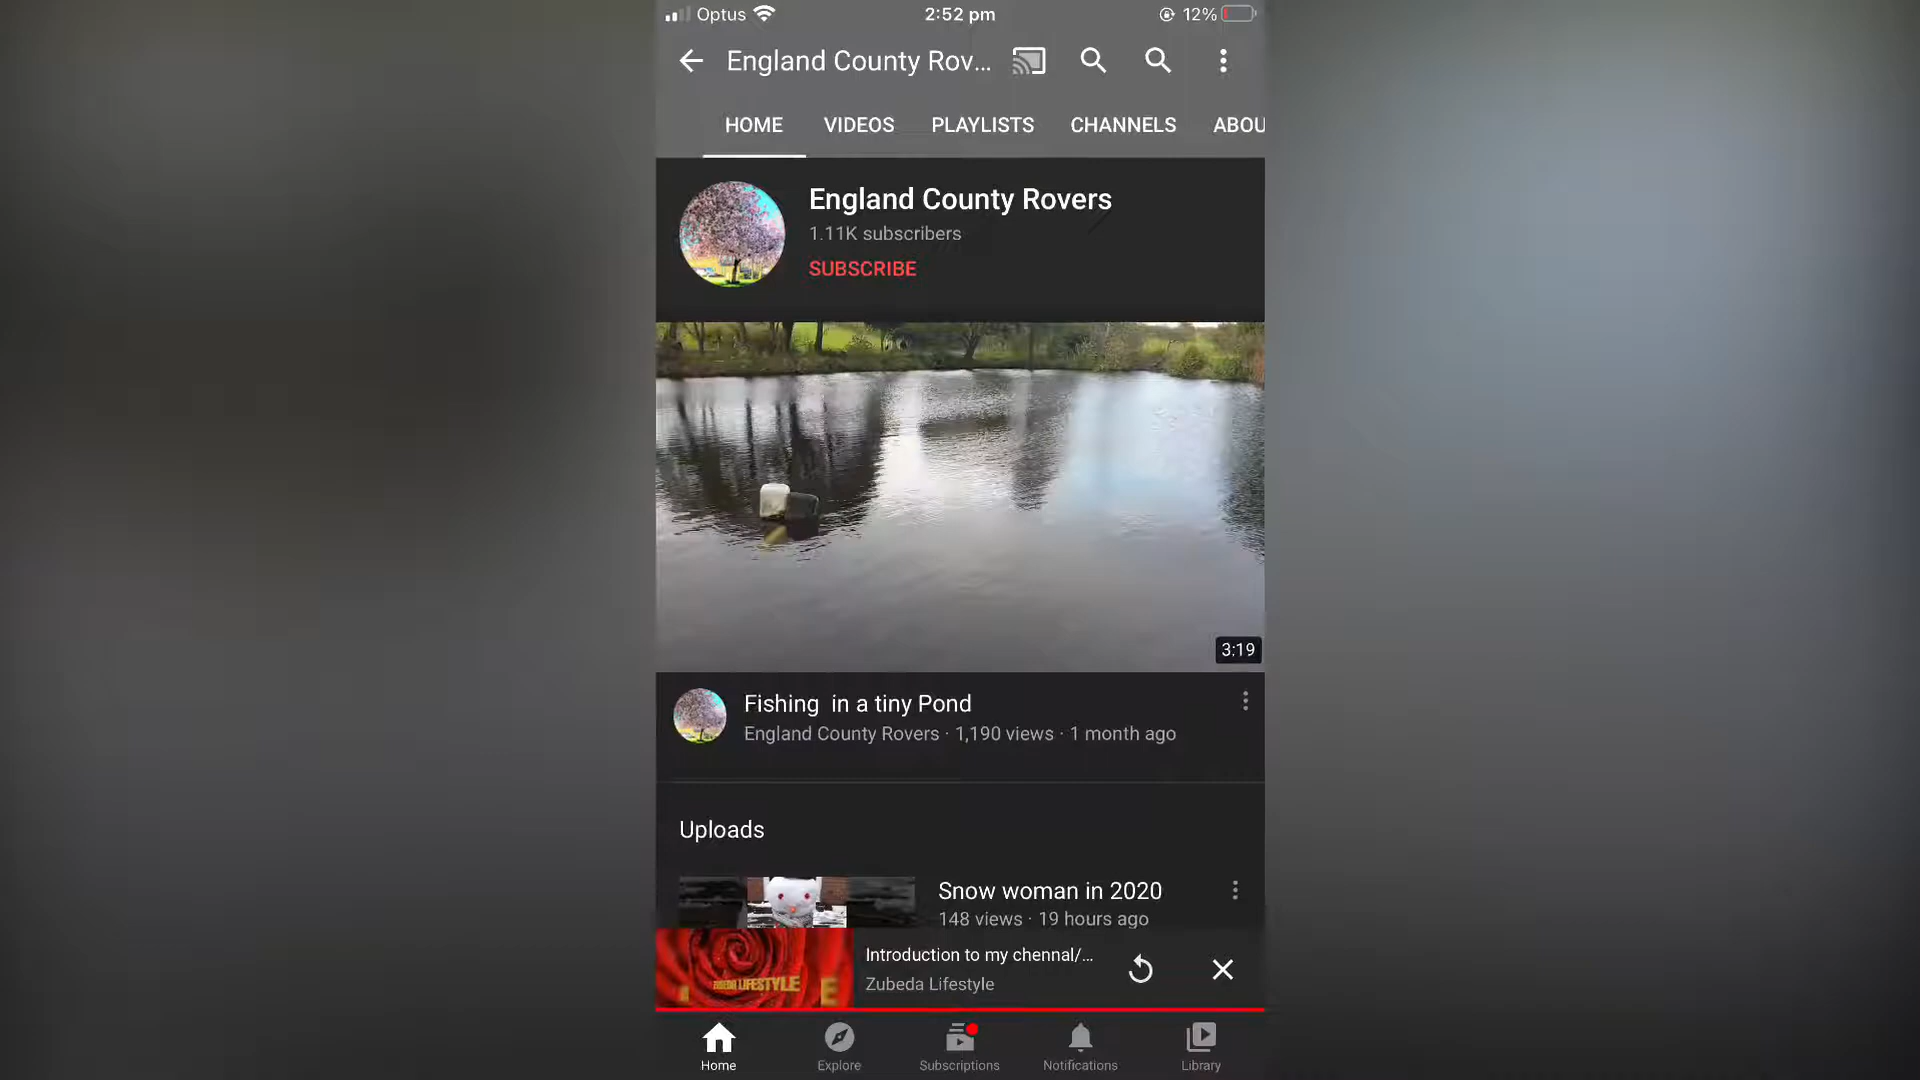 Optus 2:52 pm 12%
England County Rov...
HOME VIDEOS PLAYLISTS CHANNELS ABOU
England County Rovers
1.11K subscribers
SUBSCRIBE
3:19
Fishing  in a tiny Pond
England County Rovers · 1,190 views · 1 month ago
Uploads
Snow woman in 2020
148 views · 19 hours ago
ZUBEDA LIFESTYLE E
Introduction to my chennal/...
Zubeda Lifestyle
Home Explore Subscriptions Notifications Library